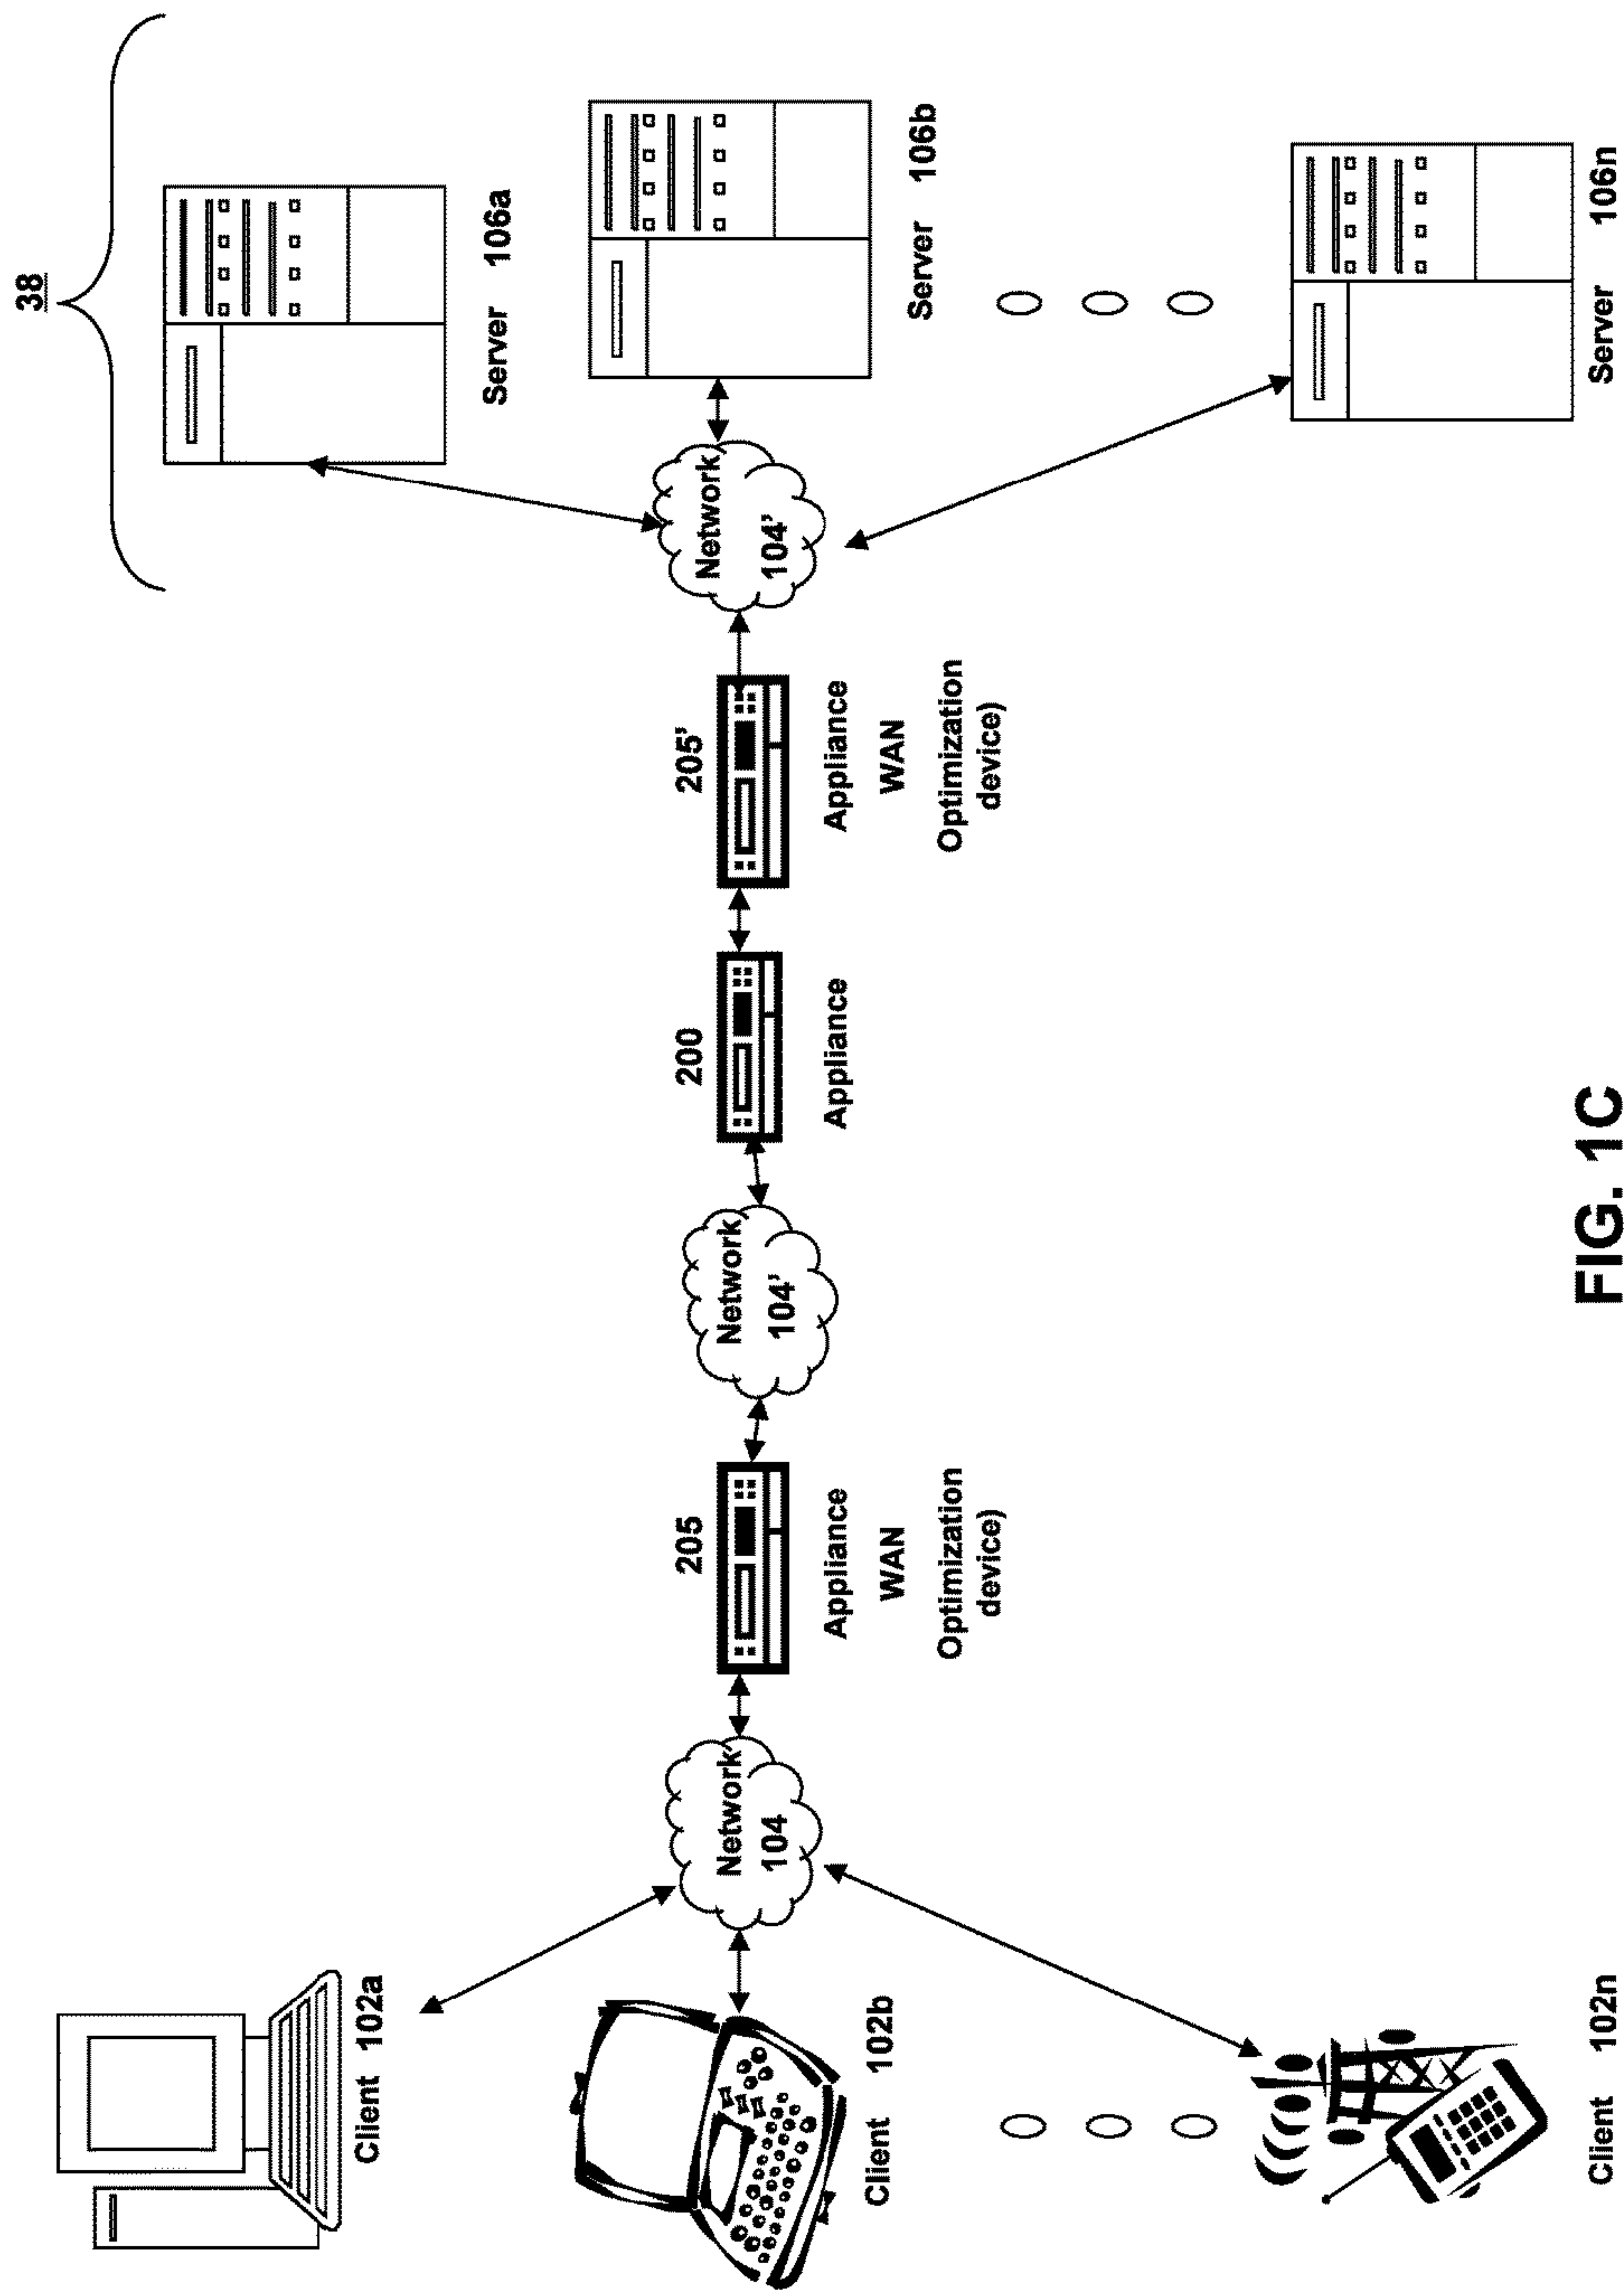 38
Client 102a
Client 102b
Client 102n
Network
104
205
Appliance
WAN
Optimization
device)
Network
104'
200
Appliance
205'
Appliance
WAN
Optimization
device)
Network
104'
Server 106a
Server 106b
Server 106n
FIG. 1C